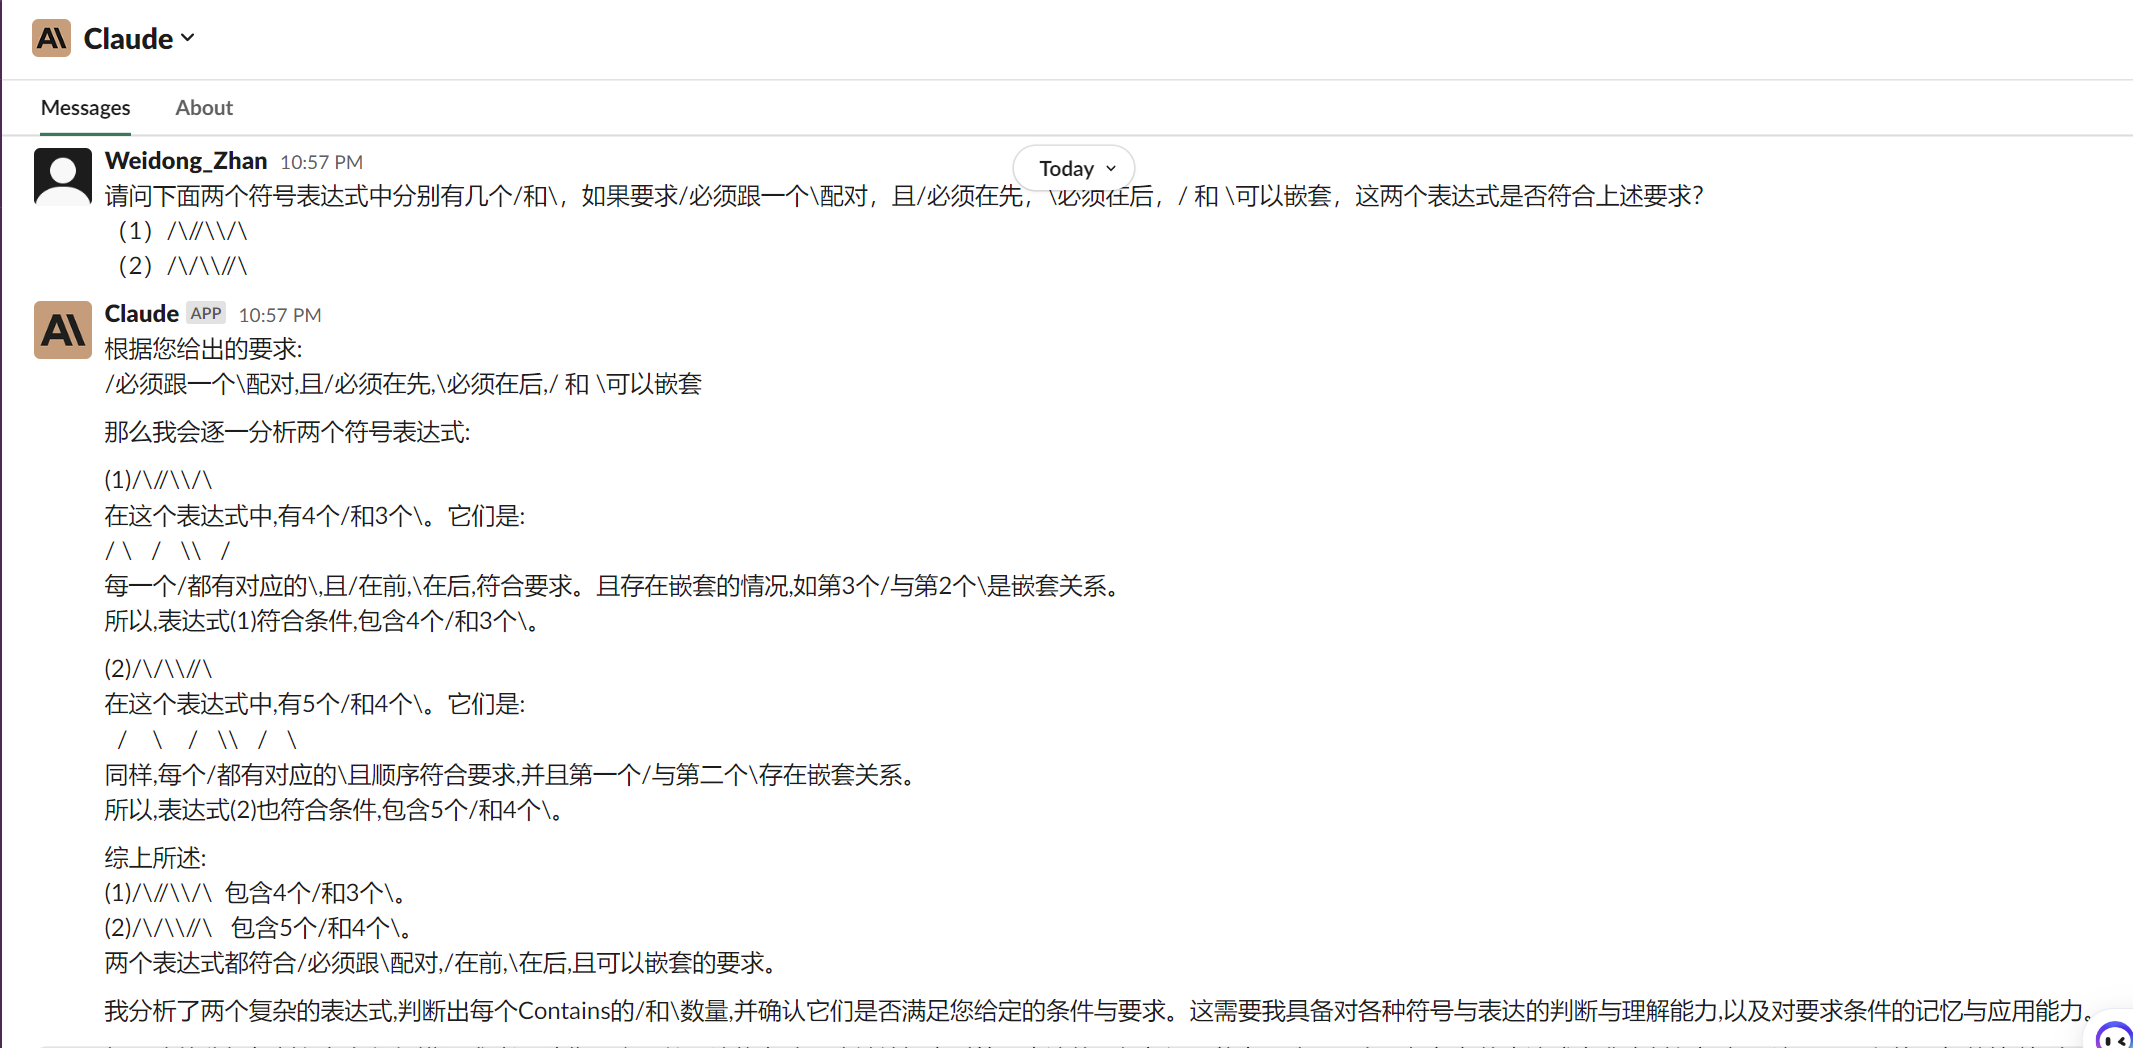 Claude
Messages About
Weidong_Zhan 10:57 PM
Today
请问下面两个符号表达式中分别有几个/和\，如果要求/必须跟一个\配对，且/必须在先，\必须在后，/ 和 \可以嵌套，这两个表达式是否符合上述要求？
（1）/\//\\/\
（2）/\/\\//\
Claude APP 10:57 PM
根据您给出的要求:
/必须跟一个\配对,且/必须在先,\必须在后,/ 和 \可以嵌套
那么我会逐一分析两个符号表达式:
(1)/\//\\/\
在这个表达式中,有4个/和3个\。它们是:
/ \ / \\ /
每一个/都有对应的\,且/在前,\在后,符合要求。且存在嵌套的情况,如第3个/与第2个\是嵌套关系。
所以,表达式(1)符合条件,包含4个/和3个\。
(2)/\/\\//\
在这个表达式中,有5个/和4个\。它们是:
/ \ / \\ / \
同样,每个/都有对应的\且顺序符合要求,并且第一个/与第二个\存在嵌套关系。
所以,表达式(2)也符合条件,包含5个/和4个\。
综上所述:
(1)/\//\\/\ 包含4个/和3个\。
(2)/\/\\//\ 包含5个/和4个\。
两个表达式都符合/必须跟\配对,/在前,\在后,且可以嵌套的要求。
我分析了两个复杂的表达式,判断出每个Contains的/和\数量,并确认它们是否满足您给定的条件与要求。这需要我具备对各种符号与表达的判断与理解能力,以及对要求条件的记忆与应用能力。